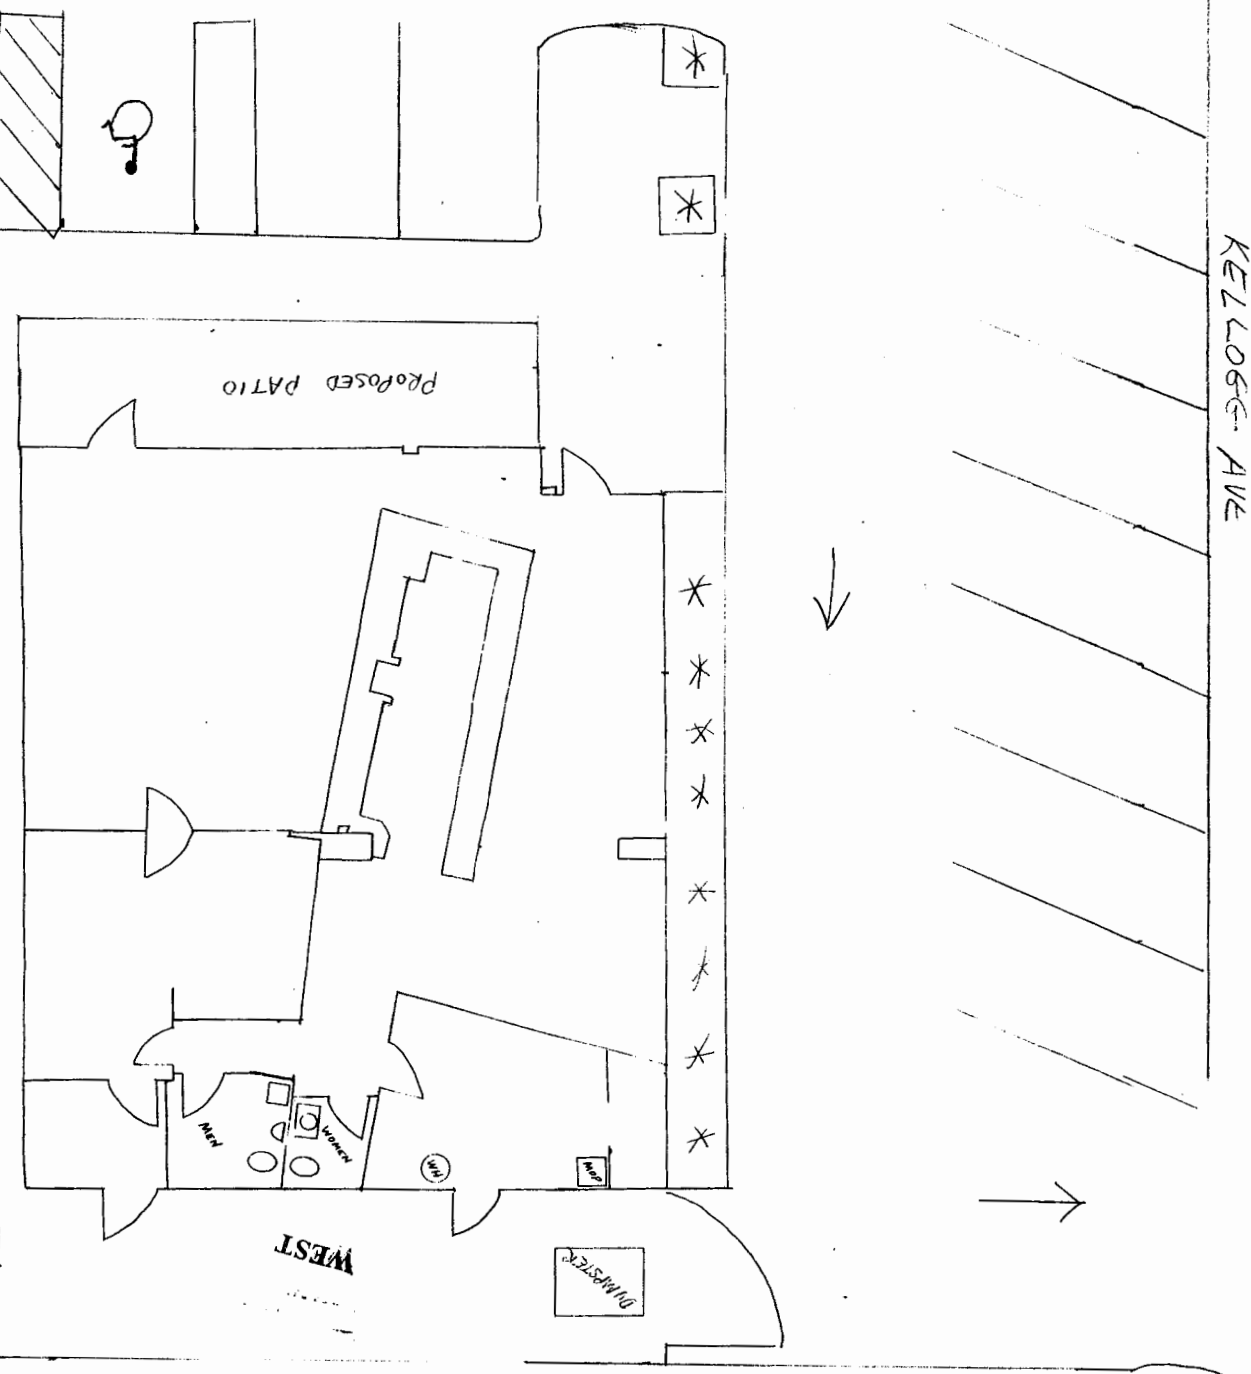 KELLOGG AVE
PROPOSED PATIO
MEN
WOMEN
WH
MOP
WEST
DUMPSTER